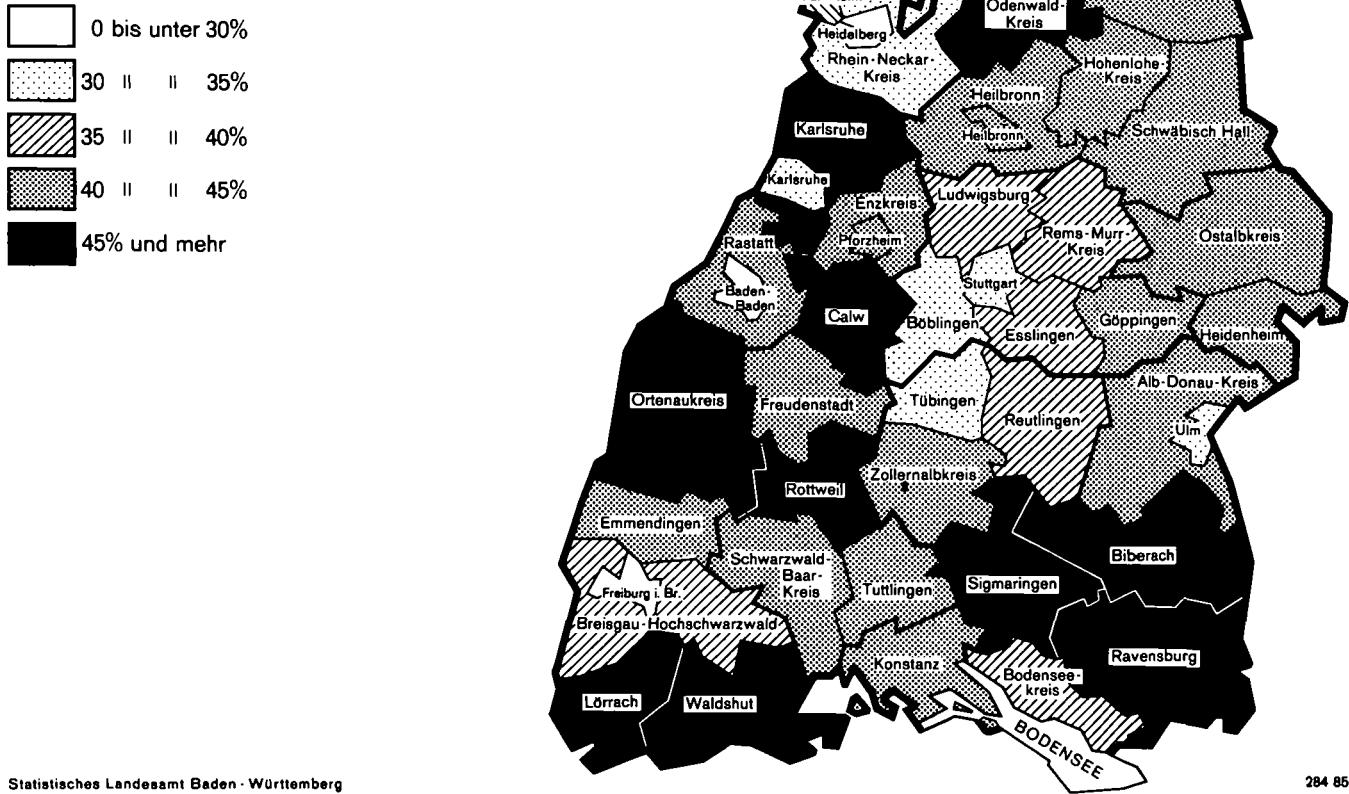 0 bis unter 30%
30 " " 35%
35 " " 40%
40 " " 45%
45% und mehr
Odenwald-
Kreis
Heidelberg
Rhein-Neckar-
Kreis
Hohenlohe-
Kreis
Heilbronn
Heilbronn
Karlsruhe
Schwäbisch Hall
Karlsruhe
Ludwigsburg
Enzkreis
Rems-Murr-
Kreis
Ostalbkreis
Rastatt
Pforzheim
Stuttgart
Baden-
Baden
Calw
Böblingen
Esslingen
Göppingen
Heidenheim
Alb-Donau-Kreis
Ortenaukreis
Freudenstadt
Tübingen
Reutlingen
Ulm
Rottweil
Zollernalbkreis
Emmendingen
Biberach
Schwarzwald-
Baar-
Kreis
Tuttlingen
Sigmaringen
Freiburg i. Br.
Breisgau-Hochschwarzwald
Konstanz
Ravensburg
Bodensee-
kreis
Lörrach
Waldshut
BODENSEE
Statistisches Landesamt Baden-Württemberg
284 85